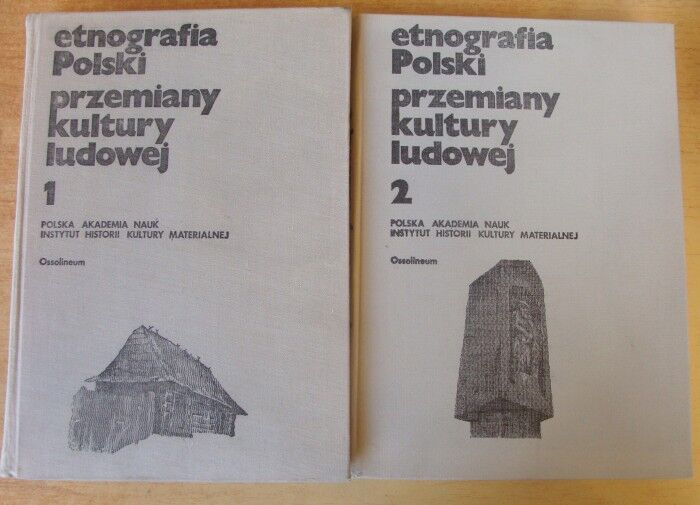 etnografia
Polski
przemiany
kultury
ludowej
1
POLSKA AKADEMIA NAUK
INSTYTUT HISTORII KULTURY MATERIALNEJ
Ossolineum
etnografia
Polski
przemiany
kultury
ludowej
2
POLSKA AKADEMIA NAUK
INSTYTUT HISTORII KULTURY MATERIALNEJ
Ossolineum